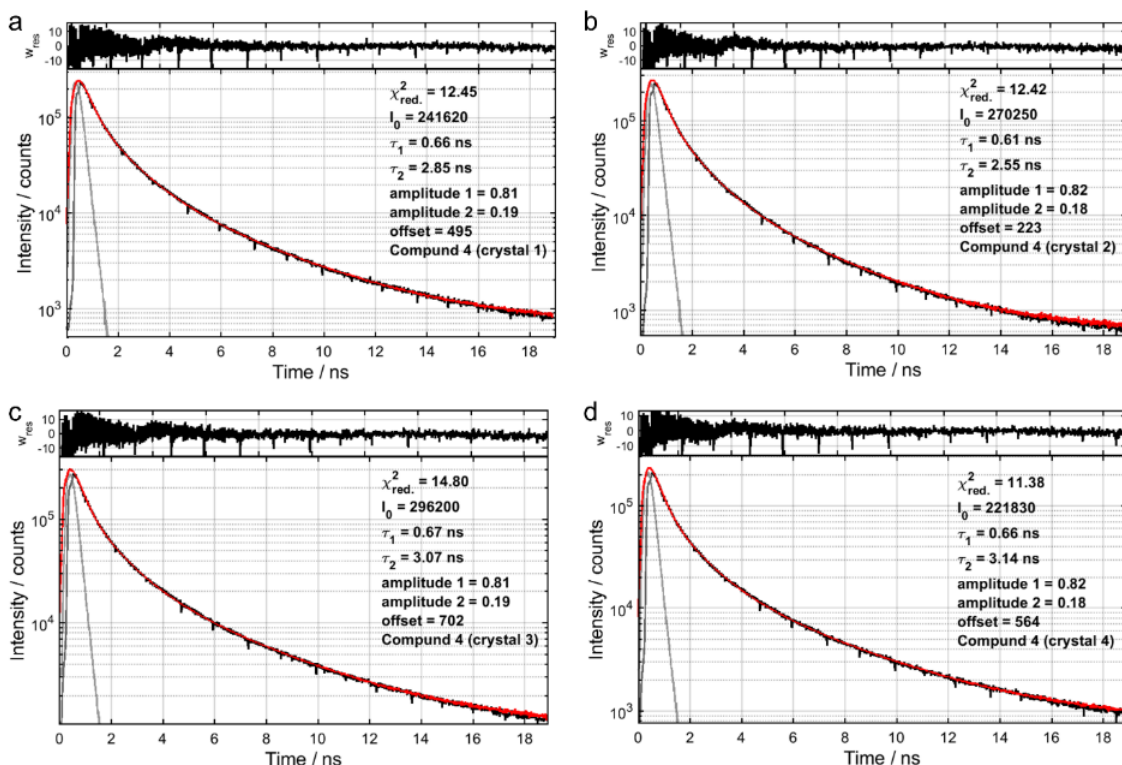 a
w_res
10
0
-10
χ²_red. = 12.45
I_0 = 241620
τ_1 = 0.66 ns
τ_2 = 2.85 ns
amplitude 1 = 0.81
amplitude 2 = 0.19
offset = 495
Compund 4 (crystal 1)
Intensity / counts
10^5
10^4
10^3
0 2 4 6 8 10 12 14 16 18
Time / ns
b
w_res
10
0
-10
χ²_red. = 12.42
I_0 = 270250
τ_1 = 0.61 ns
τ_2 = 2.55 ns
amplitude 1 = 0.82
amplitude 2 = 0.18
offset = 223
Compund 4 (crystal 2)
Intensity / counts
10^5
10^4
10^3
0 2 4 6 8 10 12 14 16 18
Time / ns
c
w_res
10
0
-10
χ²_red. = 14.80
I_0 = 296200
τ_1 = 0.67 ns
τ_2 = 3.07 ns
amplitude 1 = 0.81
amplitude 2 = 0.19
offset = 702
Compund 4 (crystal 3)
Intensity / counts
10^5
10^4
0 2 4 6 8 10 12 14 16 18
Time / ns
d
w_res
10
0
-10
χ²_red. = 11.38
I_0 = 221830
τ_1 = 0.66 ns
τ_2 = 3.14 ns
amplitude 1 = 0.82
amplitude 2 = 0.18
offset = 564
Compund 4 (crystal 4)
Intensity / counts
10^5
10^4
10^3
0 2 4 6 8 10 12 14 16 18
Time / ns